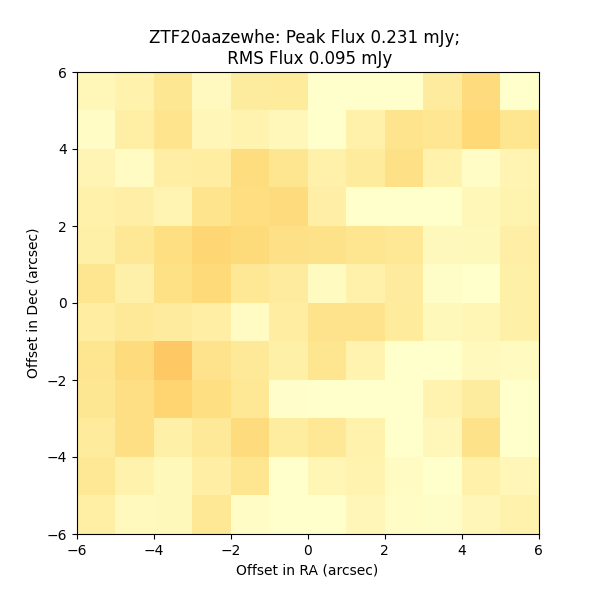 ZTF20aazewhe: Peak Flux 0.231 mJy;
RMS Flux 0.095 mJy
6
4
2
0
−2
−4
−6
Offset in Dec (arcsec)
−6 −4 −2 0 2 4 6
Offset in RA (arcsec)